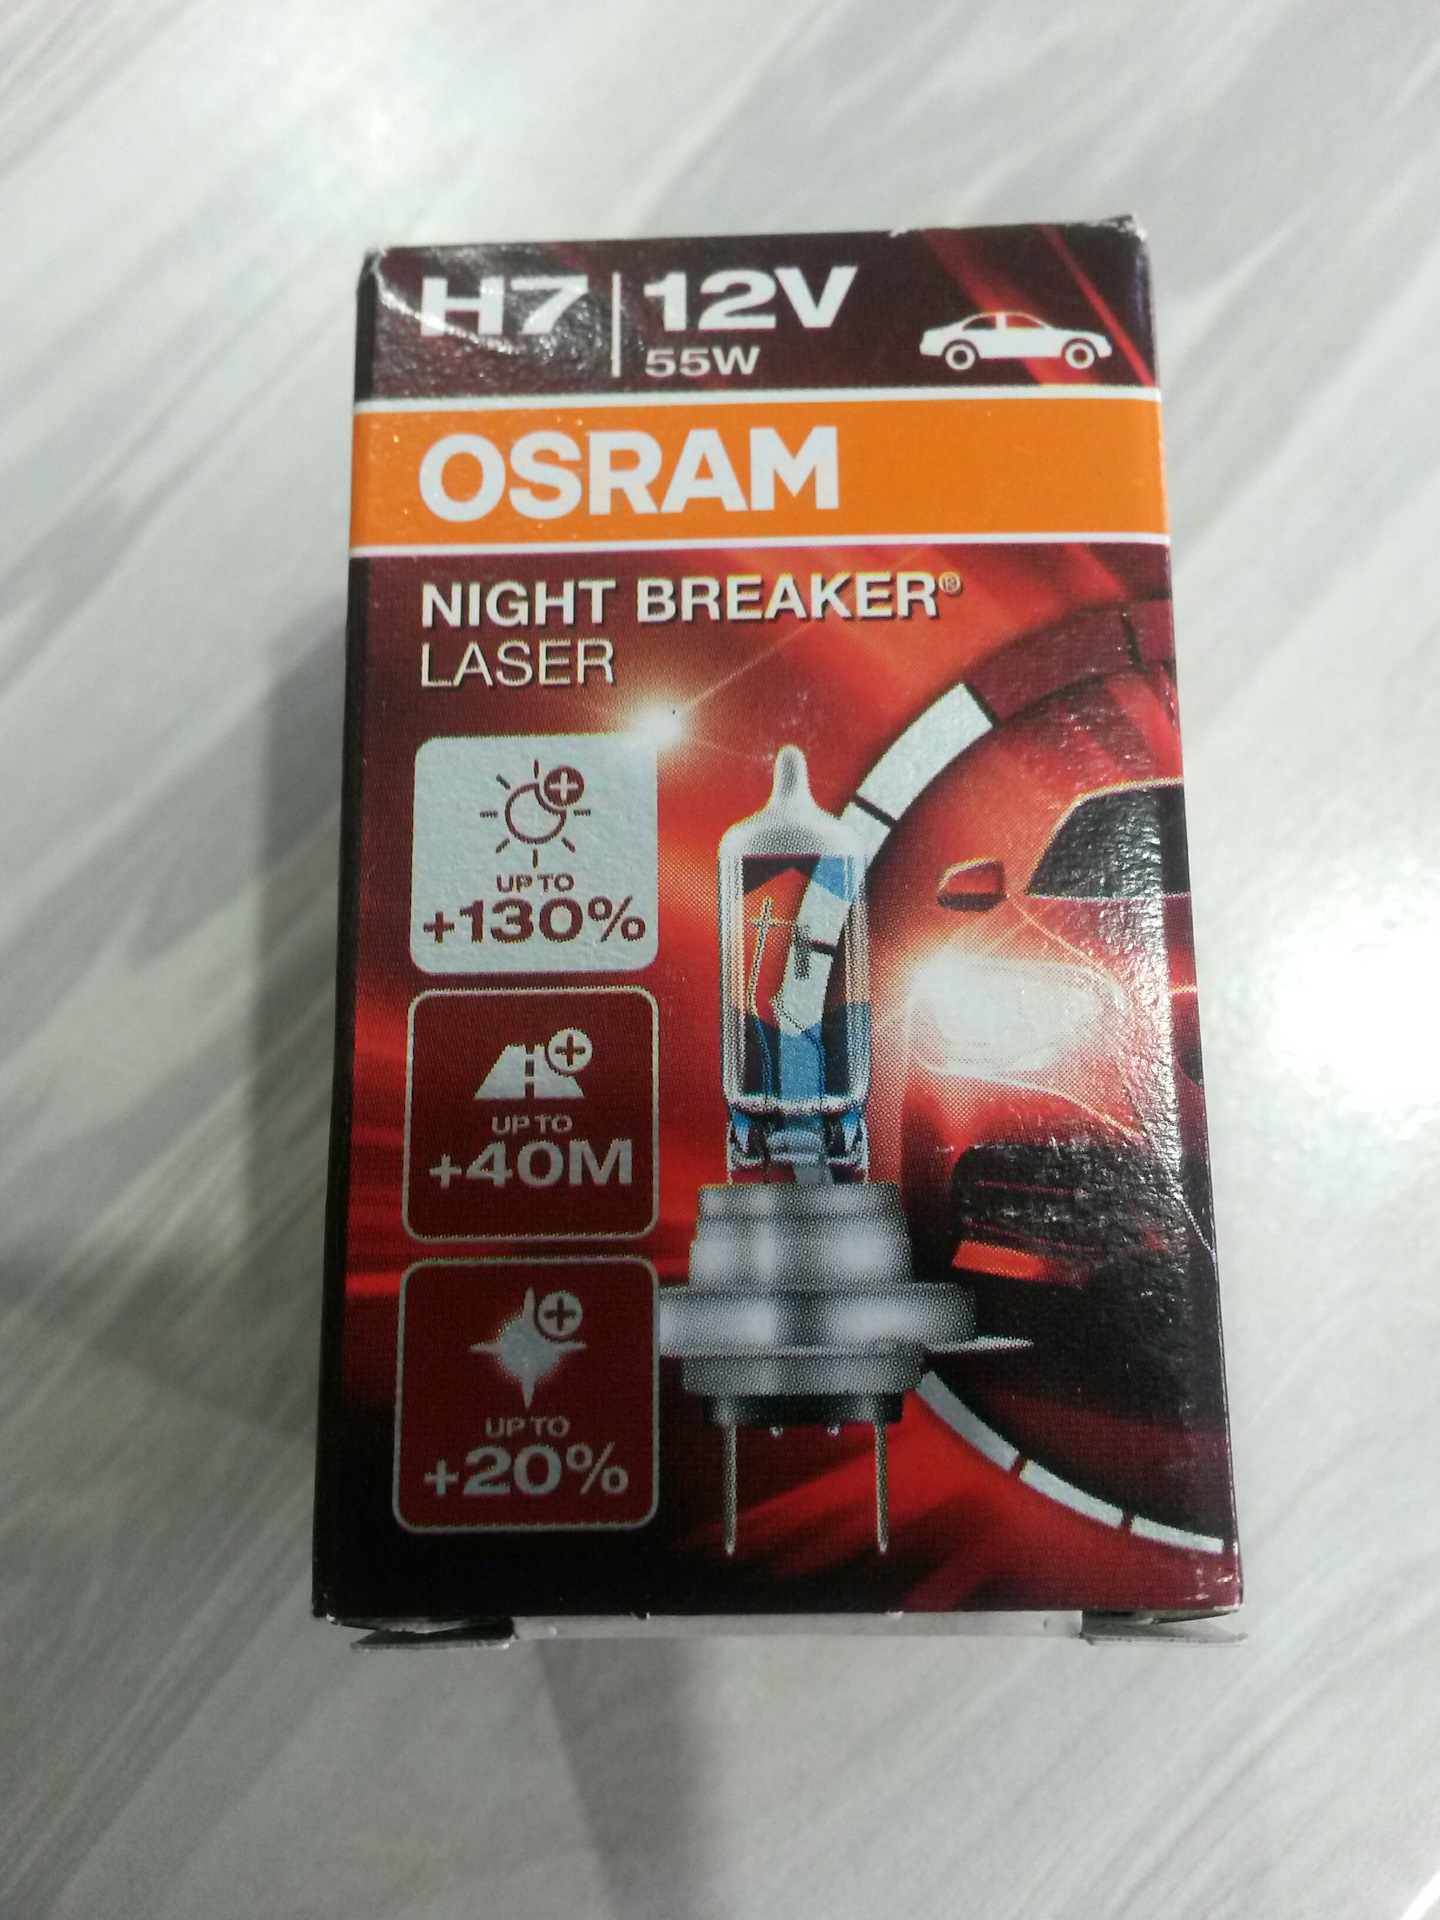 H7 | 12V
55W
OSRAM
NIGHT BREAKER®
LASER
UP TO
+130%
UP TO
+40M
UP TO
+20%